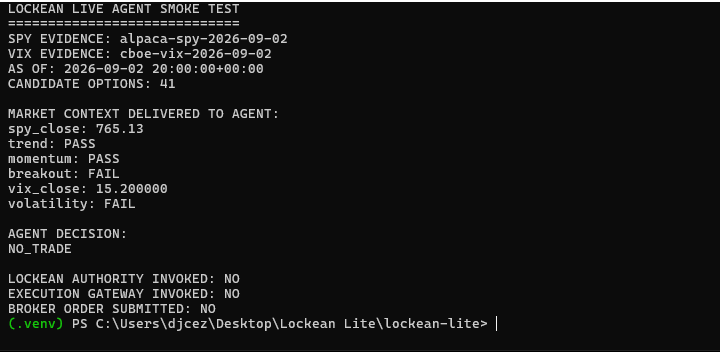 LOCKEAN LIVE AGENT SMOKE TEST
=============================
SPY EVIDENCE: alpaca-spy-2026-09-02
VIX EVIDENCE: cboe-vix-2026-09-02
AS OF: 2026-09-02 20:00:00+00:00
CANDIDATE OPTIONS: 41
MARKET CONTEXT DELIVERED TO AGENT:
spy_close: 765.13
trend: PASS
momentum: PASS
breakout: FAIL
vix_close: 15.200000
volatility: FAIL
AGENT DECISION:
NO_TRADE
LOCKEAN AUTHORITY INVOKED: NO
EXECUTION GATEWAY INVOKED: NO
BROKER ORDER SUBMITTED: NO
(.venv) PS C:\Users\djcez\Desktop\Lockean Lite\lockean-lite>